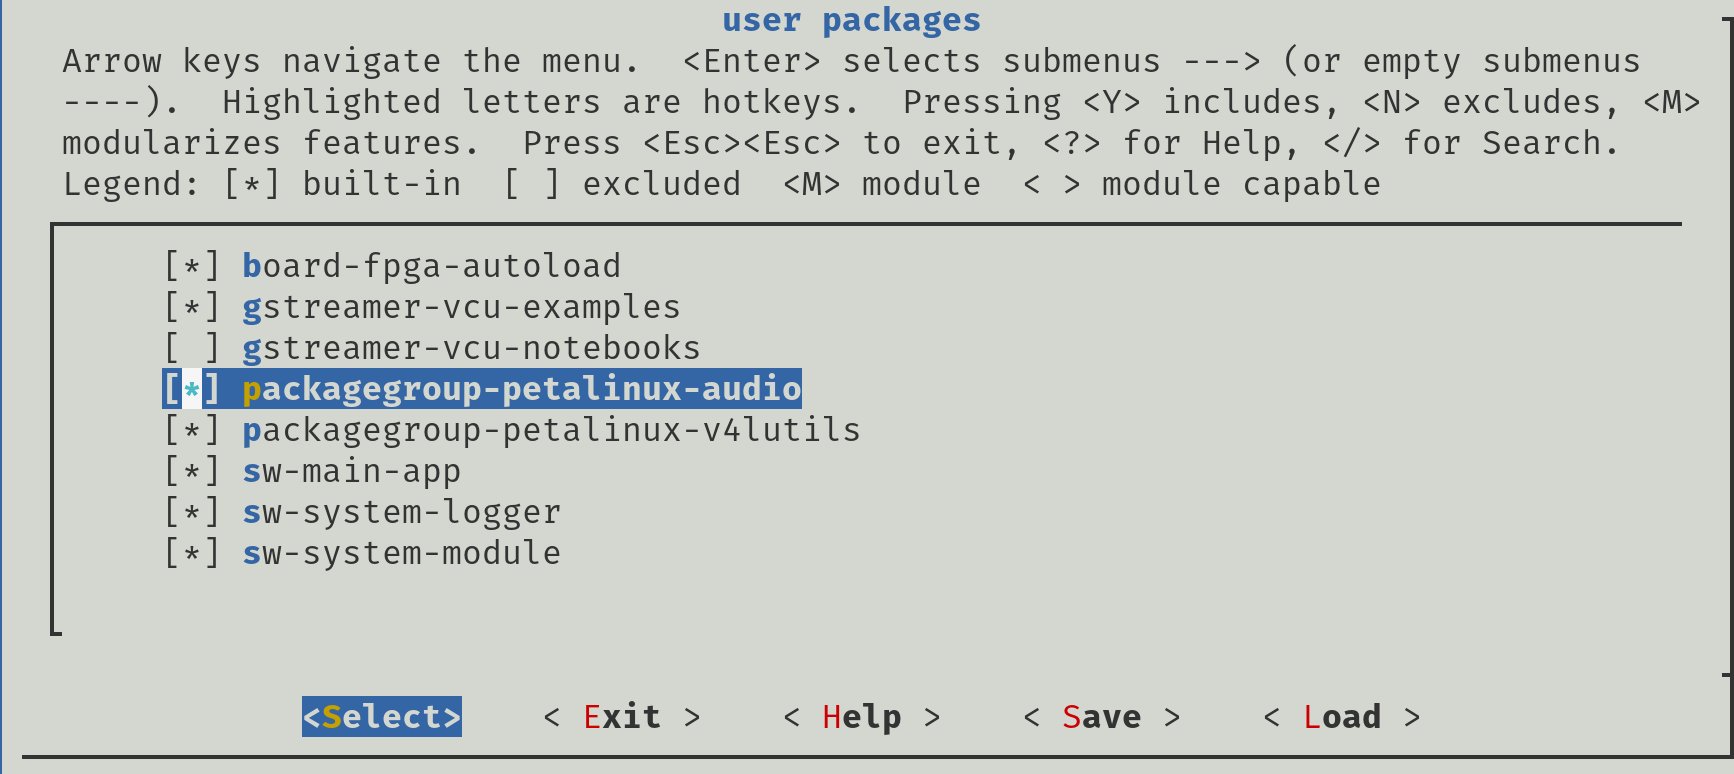 user packages
Arrow keys navigate the menu.  <Enter> selects submenus ---> (or empty submenus
----).  Highlighted letters are hotkeys.  Pressing <Y> includes, <N> excludes, <M>
modularizes features.  Press <Esc><Esc> to exit, <?> for Help, </> for Search.
Legend: [*] built-in  [ ] excluded  <M> module  < > module capable
[*] board-fpga-autoload
[*] gstreamer-vcu-examples
[ ] gstreamer-vcu-notebooks
[*] packagegroup-petalinux-audio
[*] packagegroup-petalinux-v4lutils
[*] sw-main-app
[*] sw-system-logger
[*] sw-system-module
<Select>    < Exit >    < Help >    < Save >    < Load >